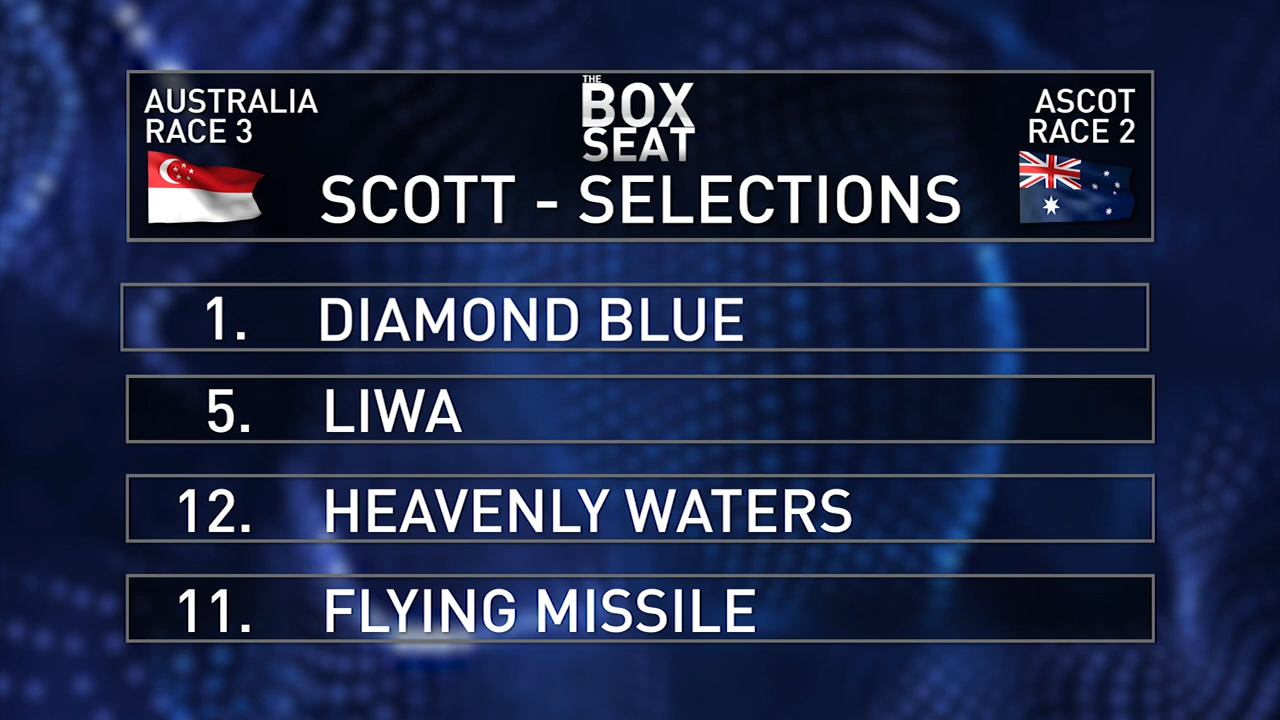 AUSTRALIA
RACE 3
THE
BOX
SEAT
ASCOT
RACE 2
SCOTT - SELECTIONS
1. DIAMOND BLUE
5. LIWA
12. HEAVENLY WATERS
11. FLYING MISSILE